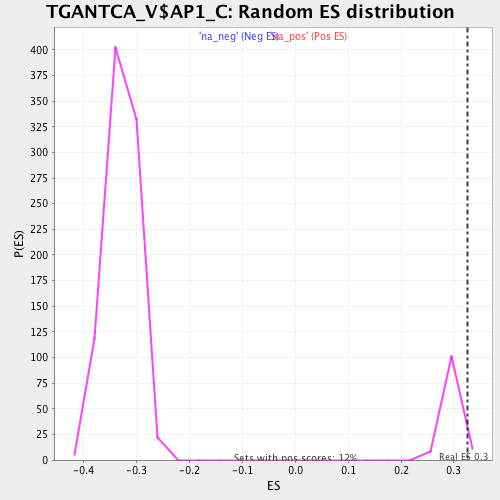 TGANTCA_V$AP1_C: Random ES distribution
'na_neg' (Neg ES)
'na_pos' (Pos ES)
400
375
350
325
300
275
250
225
200
175
150
125
100
75
50
25
0
P(ES)
Sets with pos scores: 12%
Real ES 0.3
-0.4 -0.3 -0.2 -0.1 0.0 0.1 0.2 0.3
ES